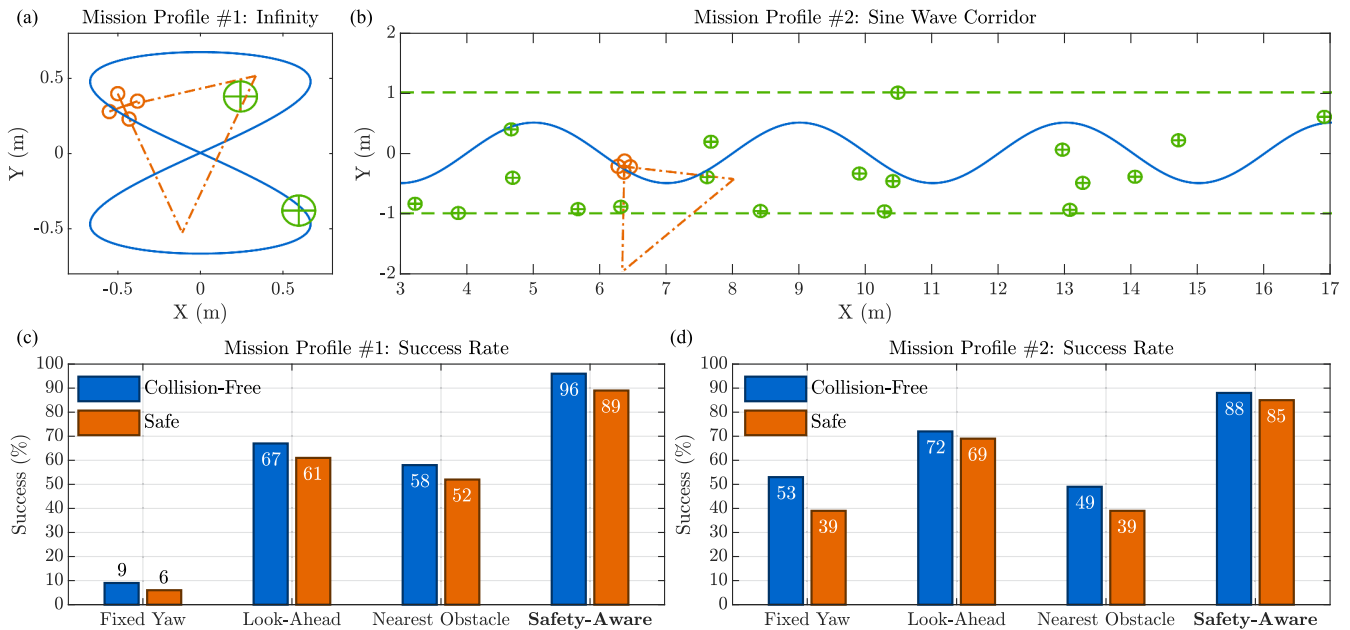 (a)
Mission Profile #1: Infinity
0.5
0
-0.5
Y (m)
-0.5
0
0.5
X (m)
(b)
Mission Profile #2: Sine Wave Corridor
2
1
0
-1
-2
Y (m)
3 4 5 6 7 8 9 10 11 12 13 14 15 16 17
X (m)
(c)
Mission Profile #1: Success Rate
100
90
80
70
60
50
40
30
20
10
0
Success (%)
Collision-Free
Safe
9
6
67
61
58
52
96
89
Fixed Yaw
Look-Ahead
Nearest Obstacle
Safety-Aware
(d)
Mission Profile #2: Success Rate
100
90
80
70
60
50
40
30
20
10
0
Success (%)
Collision-Free
Safe
53
39
72
69
49
39
88
85
Fixed Yaw
Look-Ahead
Nearest Obstacle
Safety-Aware